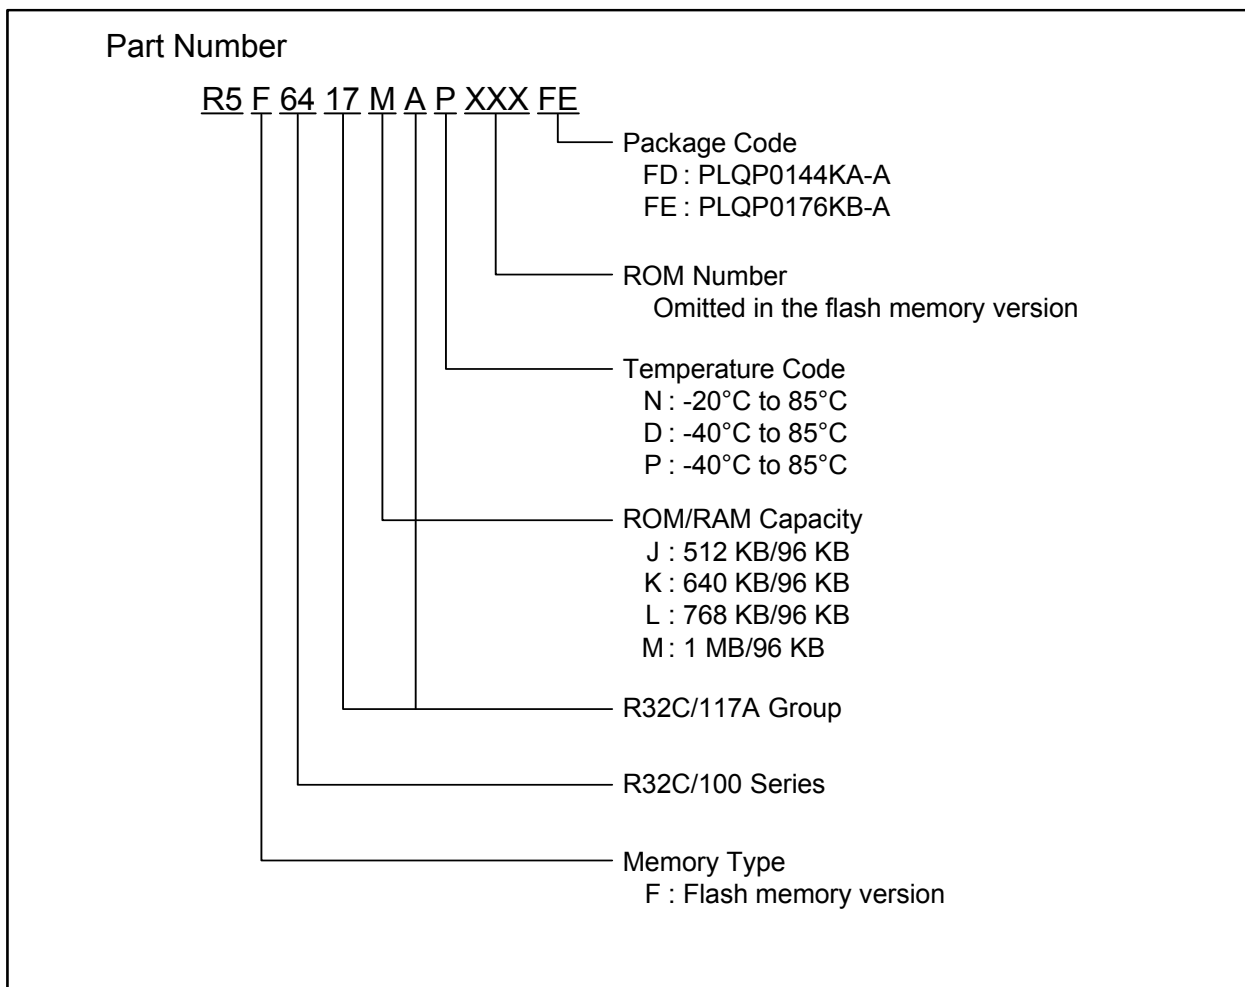 Part Number
R5 F 64 17 M A P XXX FE
Package Code
FD : PLQP0144KA-A
FE : PLQP0176KB-A
ROM Number
Omitted in the flash memory version
Temperature Code
N : -20°C to 85°C
D : -40°C to 85°C
P : -40°C to 85°C
ROM/RAM Capacity
J : 512 KB/96 KB
K : 640 KB/96 KB
L : 768 KB/96 KB
M : 1 MB/96 KB
R32C/117A Group
R32C/100 Series
Memory Type
F : Flash memory version